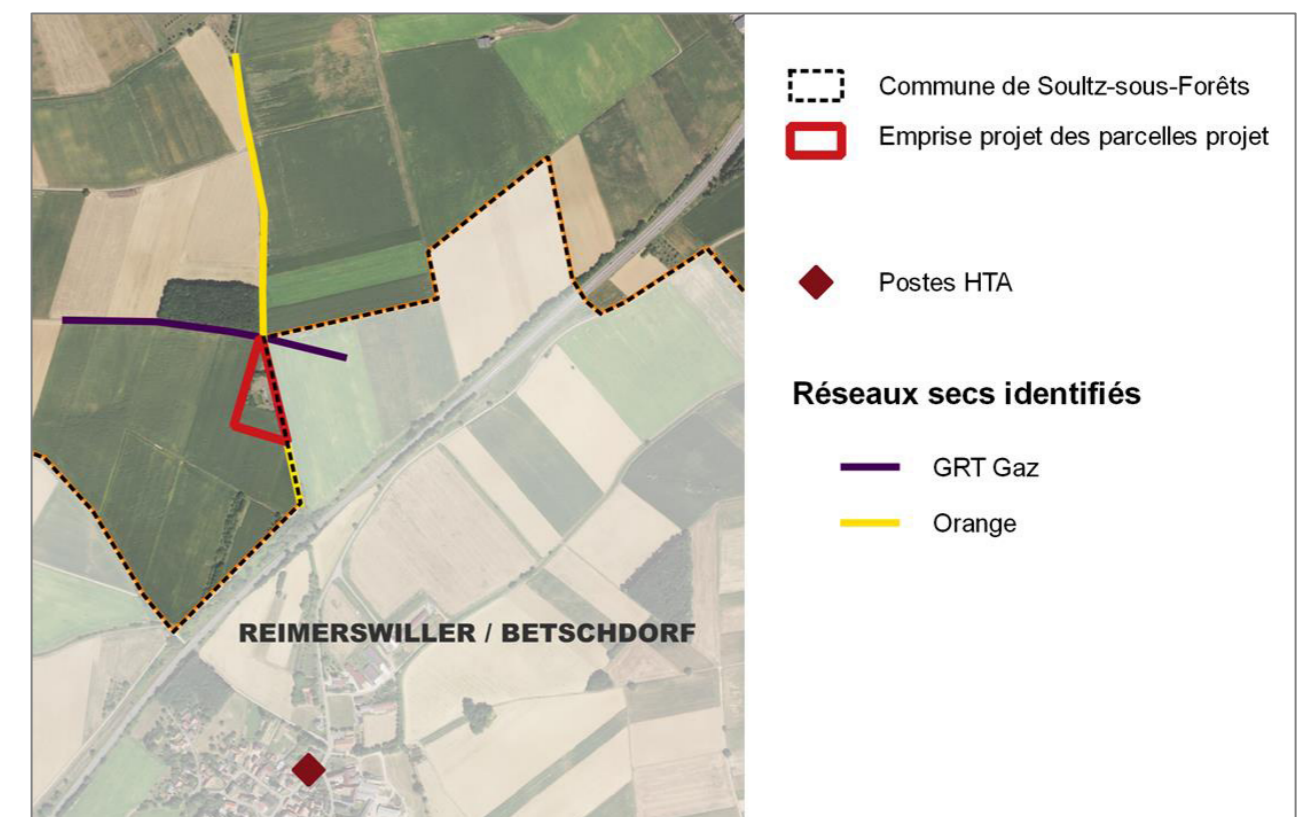 Commune de Soultz-sous-Forêts
Emprise projet des parcelles projet
Postes HTA
Réseaux secs identifiés
GRT Gaz
Orange
REIMERSWILLER / BETSCHDORF